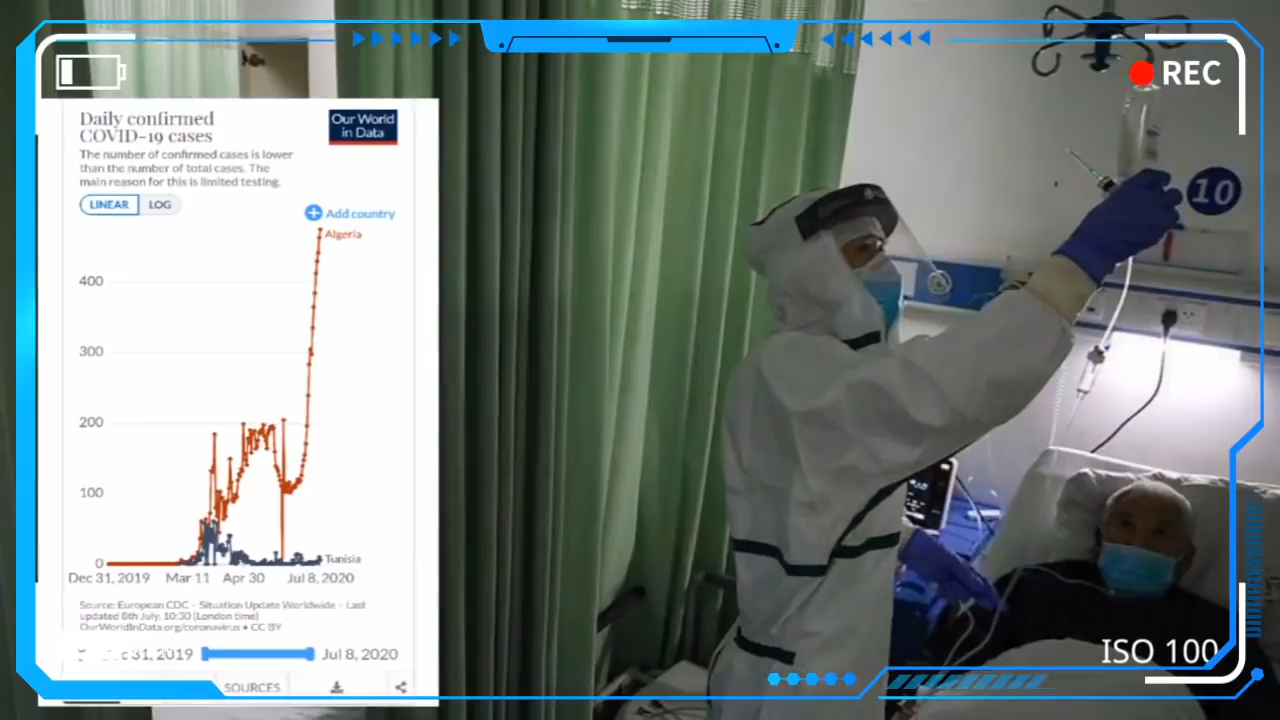 REC
10
Daily confirmed
COVID-19 cases
Our World
in Data
The number of confirmed cases is lower
than the number of total cases. The
main reason for this is limited testing.
LINEAR
LOG
Add country
Algeria
400
300
200
100
0
Tunisia
Dec 31, 2019
Mar 11
Apr 30
Jul 8, 2020
Source: European CDC – Situation Update Worldwide – Last
updated 8th July, 10:30 (London time)
OurWorldInData.org/coronavirus • CC BY
31, 2019
Jul 8, 2020
SOURCES
ISO 100